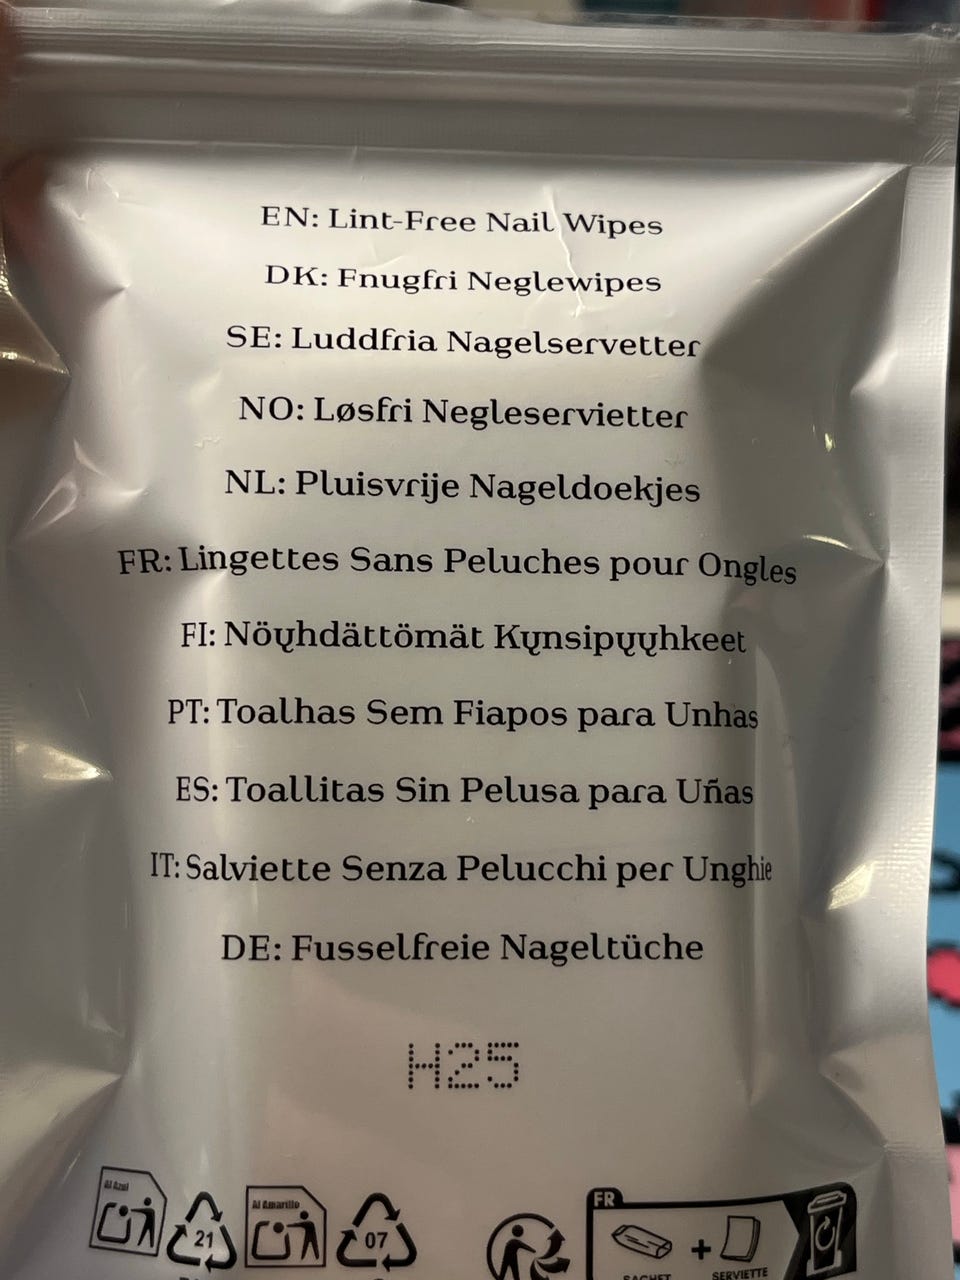 EN: Lint-Free Nail Wipes
DK: Fnugfri Neglewipes
SE: Luddfria Nagelservetter
NO: Løsfri Negleservietter
NL: Pluisvrije Nageldoekjes
FR: Lingettes Sans Peluches pour Ongles
FI: Nöyhdättömät Kynsipyyhkeet
PT: Toalhas Sem Fiapos para Unhas
ES: Toallitas Sin Pelusa para Uñas
IT: Salviette Senza Pelucchi per Unghie
DE: Fusselfreie Nageltüche
H25
Al Azul
21
Al Amarillo
07
FR
+
SACHET
SERVIETTE